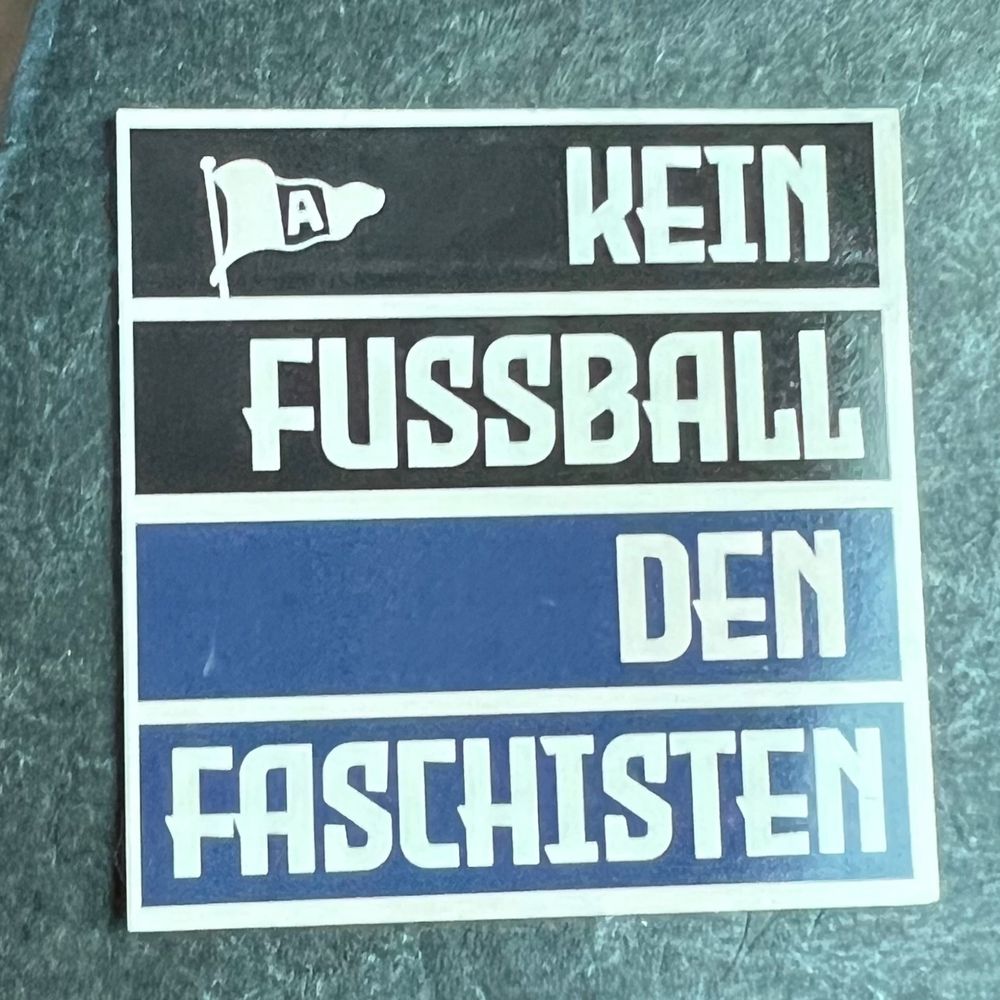 A KEIN
FUSSBALL
DEN
FASCHISTEN